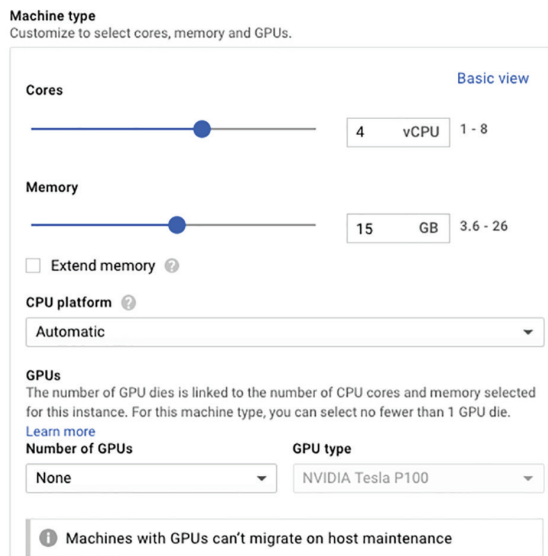 Machine type
Customize to select cores, memory and GPUs.
Basic view
Cores
4 vCPU 1 - 8
Memory
15 GB 3.6 - 26
Extend memory ?
CPU platform ?
Automatic
GPUs
The number of GPU dies is linked to the number of CPU cores and memory selected
for this instance. For this machine type, you can select no fewer than 1 GPU die.
Learn more
Number of GPUs GPU type
None NVIDIA Tesla P100
Machines with GPUs can't migrate on host maintenance